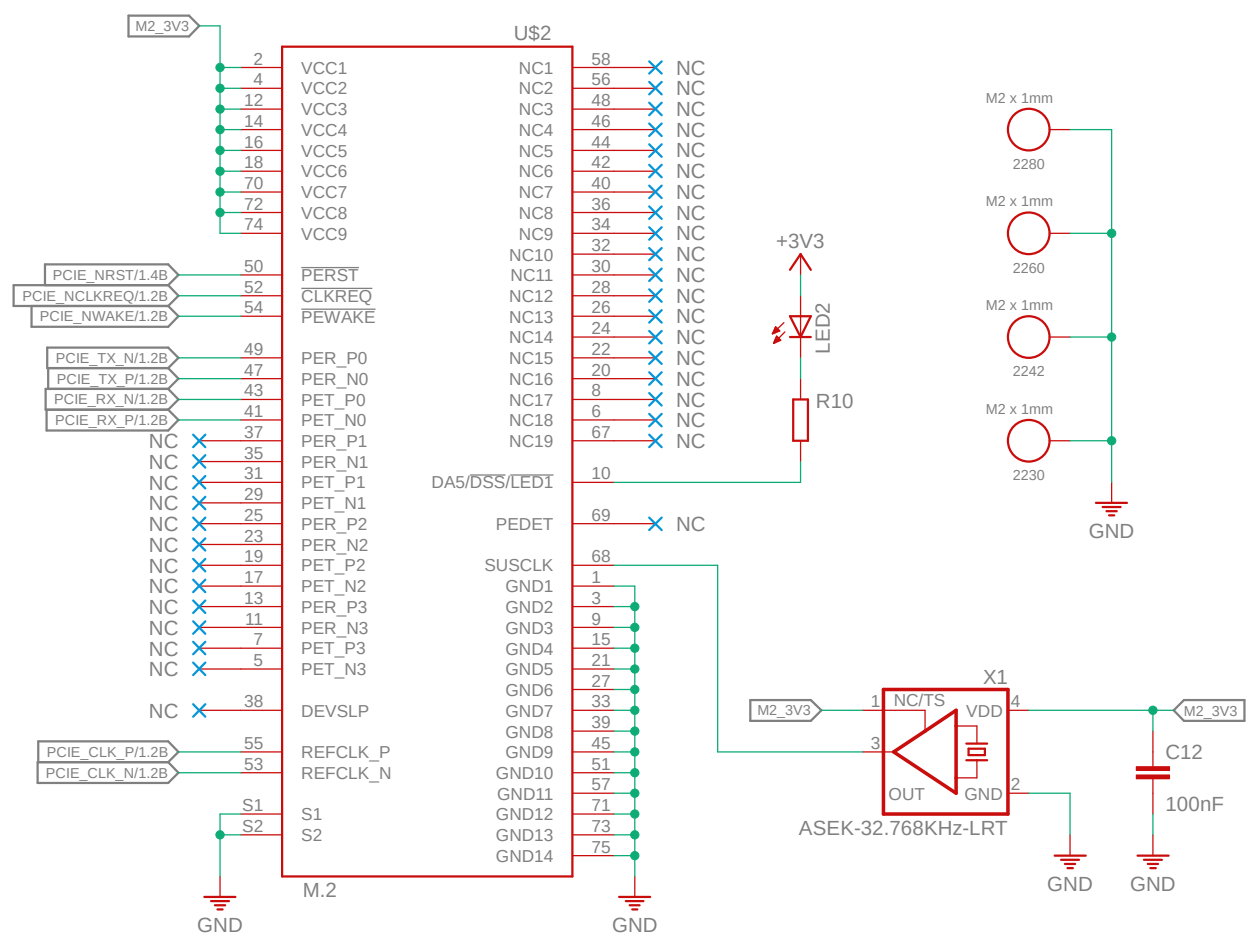 M2_3V3
U$2
2 VCC1 NC1 58 NC
4 VCC2 NC2 56 NC
12 VCC3 NC3 48 NC
14 VCC4 NC4 46 NC
16 VCC5 NC5 44 NC
18 VCC6 NC6 42 NC
70 VCC7 NC7 40 NC
72 VCC8 NC8 36 NC
74 VCC9 NC9 34 NC
NC10 32 NC
PCIE_NRST/1.4B 50 PERST NC11 30 NC
PCIE_NCLKREQ/1.2B 52 CLKREQ NC12 28 NC
PCIE_NWAKE/1.2B 54 PEWAKE NC13 26 NC
NC14 24 NC
PCIE_TX_N/1.2B 49 PER_P0 NC15 22 NC
PCIE_TX_P/1.2B 47 PER_N0 NC16 20 NC
PCIE_RX_N/1.2B 43 PET_P0 NC17 8 NC
PCIE_RX_P/1.2B 41 PET_N0 NC18 6 NC
NC 37 PER_P1 NC19 67 NC
NC 35 PER_N1
NC 31 PET_P1 DA5/DSS/LED1 10
NC 29 PET_N1
NC 25 PER_P2 PEDET 69 NC
NC 23 PER_N2
NC 19 PET_P2 SUSCLK 68
NC 17 PET_N2 GND1 1
NC 13 PER_P3 GND2 3
NC 11 PER_N3 GND3 9
NC 7 PET_P3 GND4 15
NC 5 PET_N3 GND5 21
GND6 27
NC 38 DEVSLP GND7 33
GND8 39
PCIE_CLK_P/1.2B 55 REFCLK_P GND9 45
PCIE_CLK_N/1.2B 53 REFCLK_N GND10 51
GND11 57
S1 S1 GND12 71
S2 S2 GND13 73
GND14 75
M.2
GND
GND
+3V3
LED2
R10
M2 x 1mm
2280
M2 x 1mm
2260
M2 x 1mm
2242
M2 x 1mm
2230
GND
X1
M2_3V3 1 NC/TS VDD 4 M2_3V3
3
C12
OUT GND 2
100nF
ASEK-32.768KHz-LRT
GND
GND